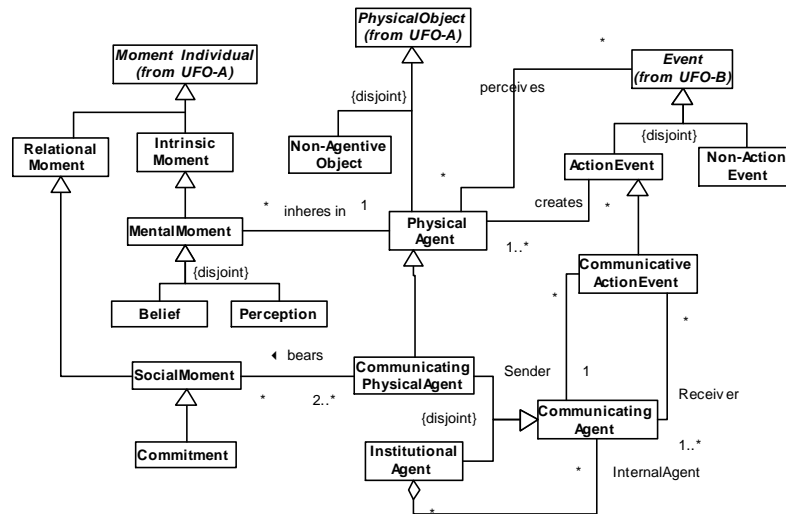 PhysicalObject
(from UFO-A)
Moment Individual
(from UFO-A)
*
Event
(from UFO-B)
perceives
{disjoint}
{disjoint}
Relational
Moment
Intrinsic
Moment
Non-Agentive
Object
ActionEvent
Non-Action
Event
*
creates
*
* inheres in 1
MentalMoment
Physical
Agent
1..*
{disjoint}
Communicative
ActionEvent
Belief
Perception
*
*
◄ bears
SocialMoment
Communicating
PhysicalAgent
Sender
1
*
2..*
Receiver
{disjoint}
Communicating
Agent
1..*
Commitment
Institutional
Agent
*
InternalAgent
*